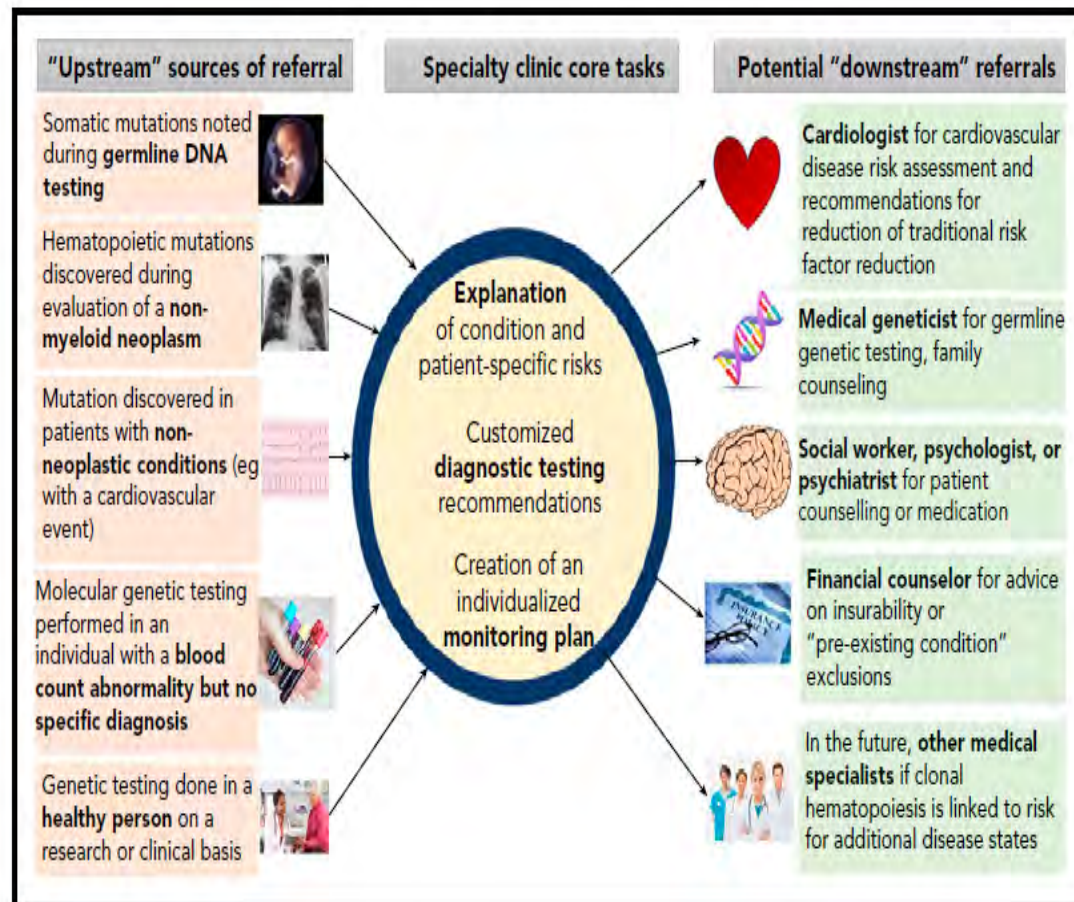 “Upstream” sources of referral
Somatic mutations noted
during germline DNA
testing
Hematopoietic mutations
discovered during
evaluation of a non-
myeloid neoplasm
Mutation discovered in
patients with non-
neoplastic conditions (eg
with a cardiovascular
event)
Molecular genetic testing
performed in an
individual with a blood
count abnormality but no
specific diagnosis
Genetic testing done in a
healthy person on a
research or clinical basis
Specialty clinic core tasks
Explanation
of condition and
patient-specific risks
Customized
diagnostic testing
recommendations
Creation of an
individualized
monitoring plan
Potential “downstream” referrals
Cardiologist for cardiovascular
disease risk assessment and
recommendations for
reduction of traditional risk
factor reduction
Medical geneticist for germline
genetic testing, family
counseling
Social worker, psychologist, or
psychiatrist for patient
counselling or medication
INSURANCE
POLICY
Financial counselor for advice
on insurability or
“pre-existing condition”
exclusions
In the future, other medical
specialists if clonal
hematopoiesis is linked to risk
for additional disease states